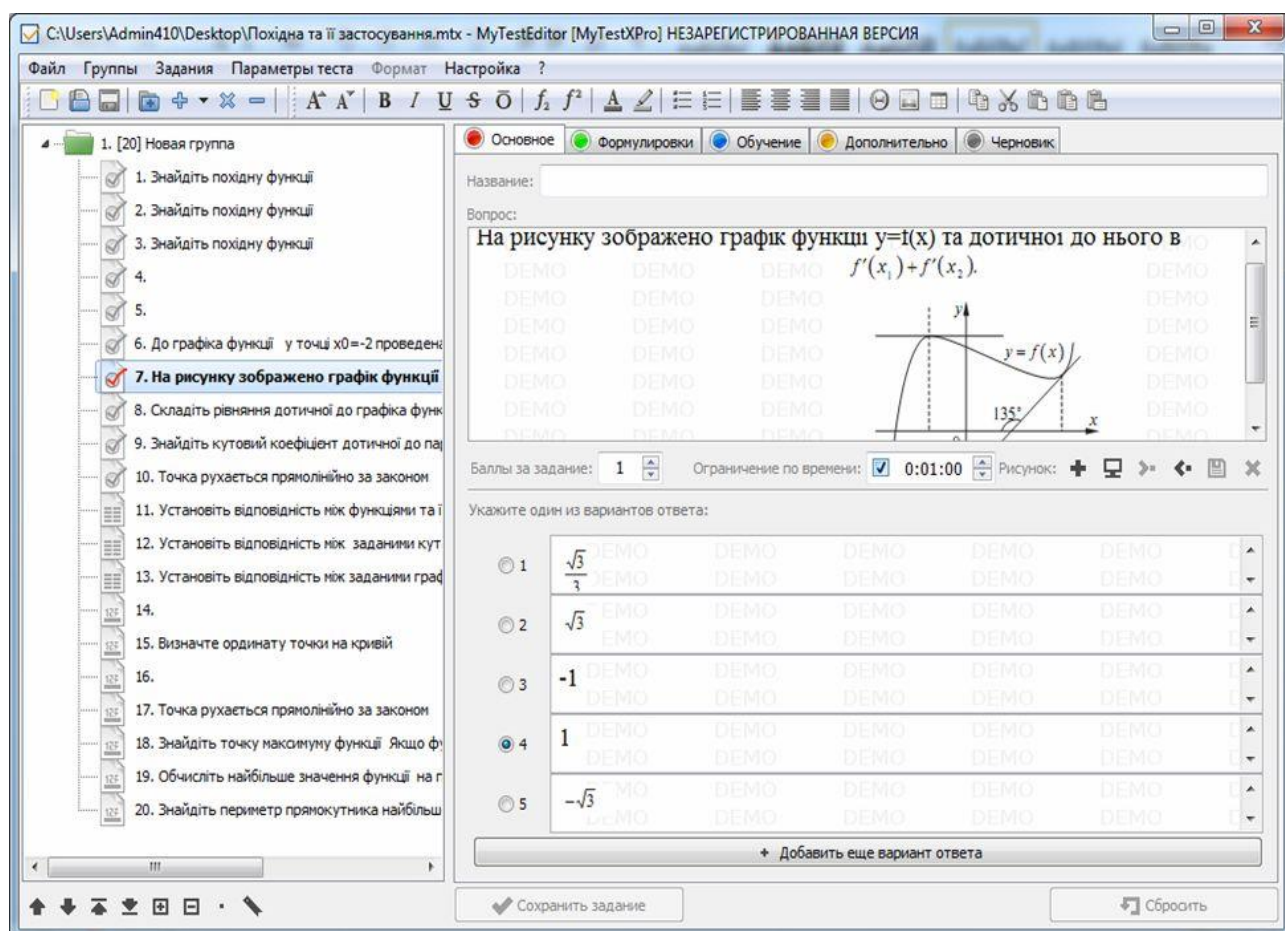 C:\Users\Admin410\Desktop\Похідна та її застосування.mtx - MyTestEditor [MyTestXPro] НЕЗАРЕГИСТРИРОВАННАЯ ВЕРСИЯ
Файл Группы Задания Параметры теста Формат Настройка ?
1. [20] Новая группа
1. Знайдіть похідну функції
2. Знайдіть похідну функції
3. Знайдіть похідну функції
4.
5.
6. До графіка функції у точці x0=-2 проведена
7. На рисунку зображено графік функції
8. Складіть рівняння дотичної до графіка функ
9. Знайдіть кутовий коефіцієнт дотичної до па
10. Точка рухається прямолінійно за законом
11. Установіть відповідність між функціями та ї
12. Установіть відповідність між заданими кут
13. Установіть відповідність між заданими граф
14.
15. Визначте ординату точки на кривій
16.
17. Точка рухається прямолінійно за законом
18. Знайдіть точку максимуму функції Якщо фу
19. Обчисліть найбільше значення функції на п
20. Знайдіть периметр прямокутника найбільш
Основное Формулировки Обучение Дополнительно Черновик
Название:
Вопрос:
На рисунку зображено графік функції y=f(x) та дотичної до нього в
f′(x₁)+f′(x₂).
y
y = f(x)
135°
x
0
Баллы за задание: 1 Ограничение по времени: 0:01:00 Рисунок:
Укажите один из вариантов ответа:
1 √3/3
2 √3
3 -1
4 1
5 −√3
DEMO DEMO DEMO DEMO DEMO
+ Добавить еще вариант ответа
Сохранить задание Сбросить